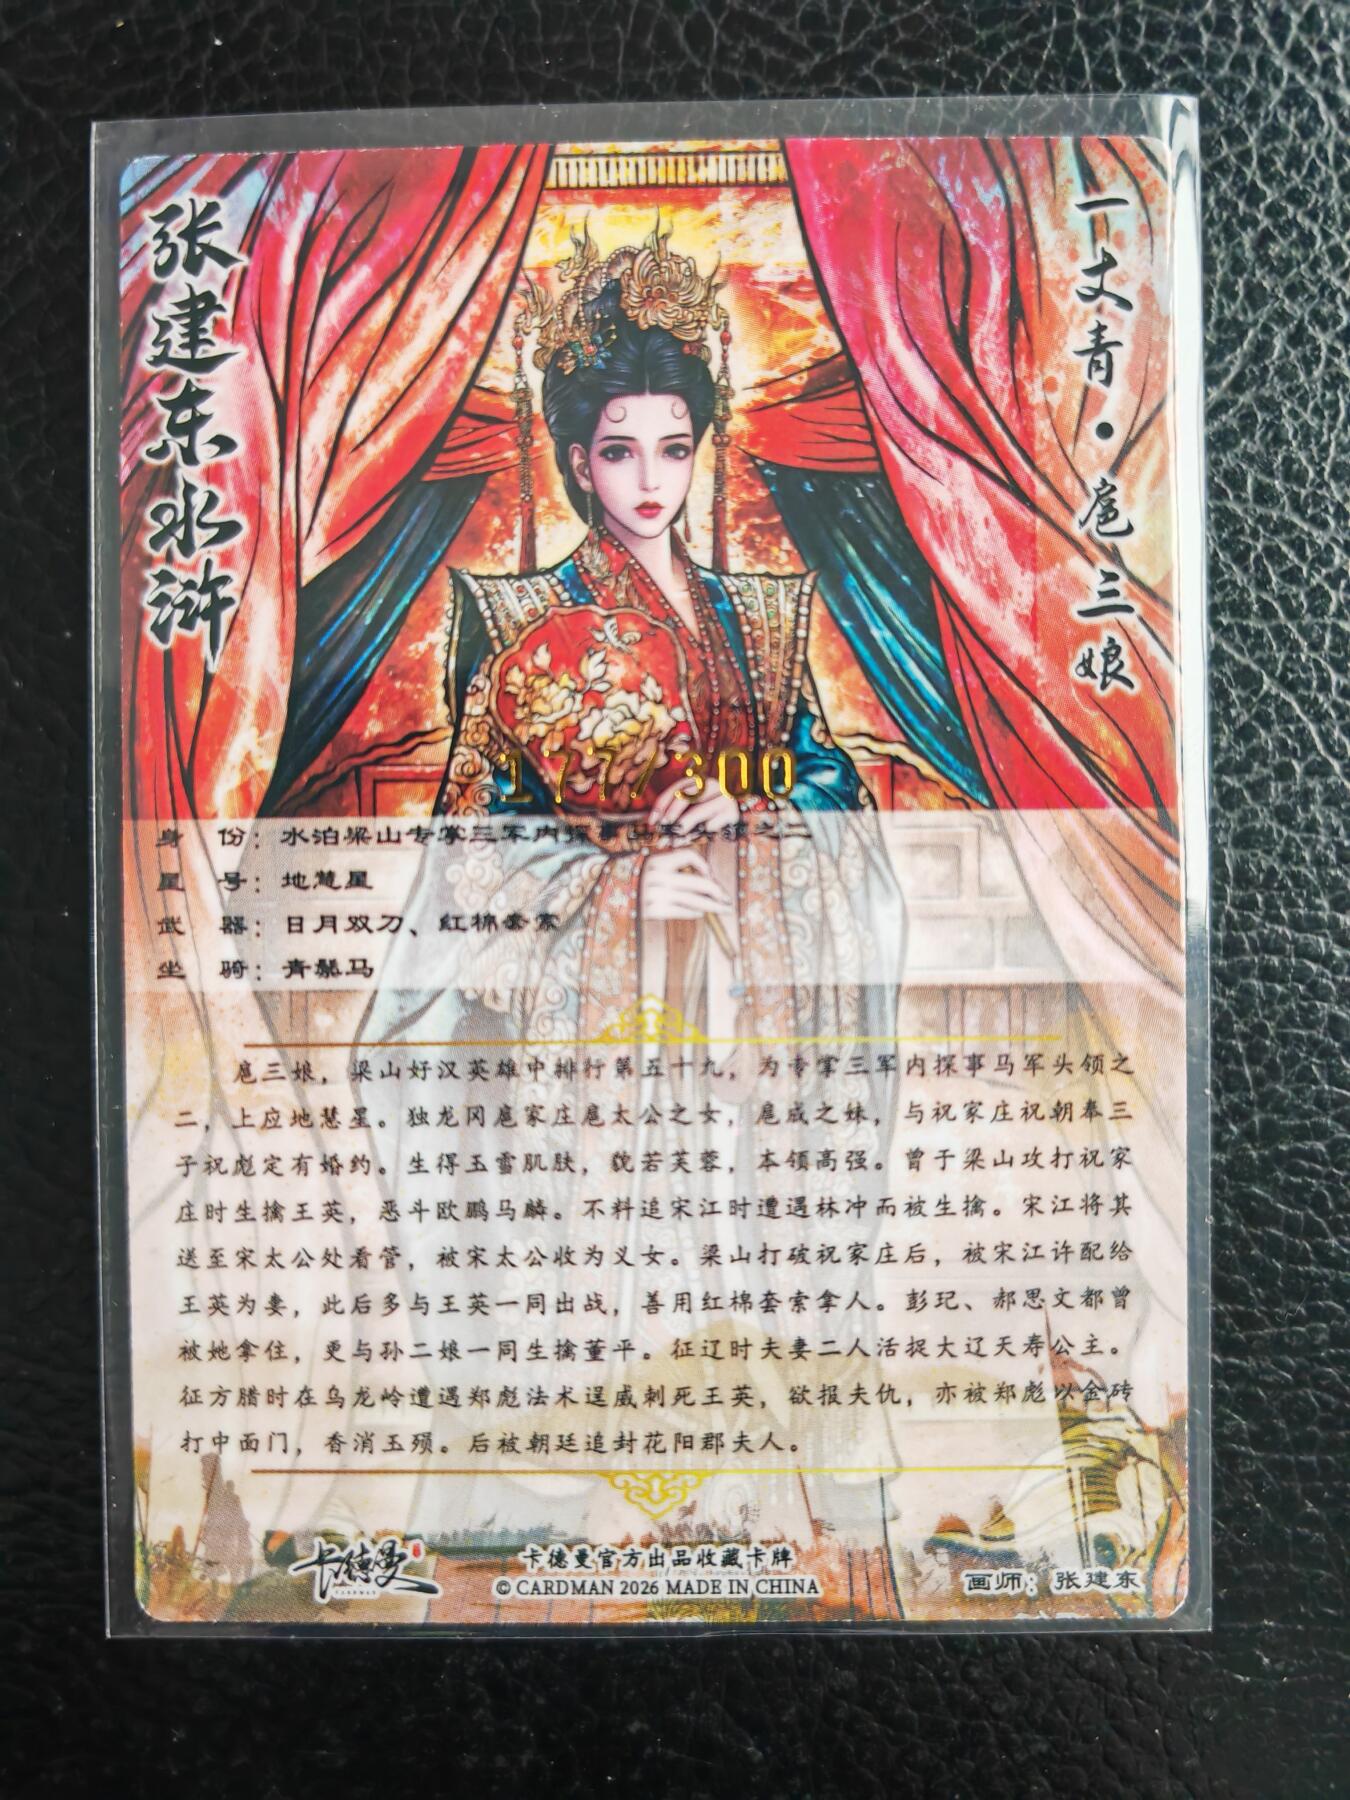 张建东水浒
一丈青·扈三娘
177/300
身 份：水泊梁山专掌三军内探事马军头领之二
星 号：地慧星
武 器：日月双刀、红棉套索
坐 骑：青鬃马
扈三娘，梁山好汉英雄中排行第五十九，为专掌三军内探事马军头领之
二，上应地慧星。独龙冈扈家庄扈太公之女，扈成之妹，与祝家庄祝朝奉三
子祝彪定有婚约。生得玉雪肌肤，貌若芙蓉，本领高强。曾于梁山攻打祝家
庄时生擒王英，恶斗欧鹏马麟。不料追宋江时遭遇林冲而被生擒。宋江将其
送至宋太公处看管，被宋太公收为义女。梁山打破祝家庄后，被宋江许配给
王英为妻，此后多与王英一同出战，善用红棉套索拿人。彭玘、郝思文都曾
被她拿住，更与孙二娘一同生擒董平。征辽时夫妻二人活捉大辽天寿公主。
征方腊时在乌龙岭遭遇郑彪法术逞威刺死王英，欲报夫仇，亦被郑彪以金砖
打中面门，香消玉殒。后被朝廷追封花阳郡夫人。
卡德曼
卡德曼官方出品收藏卡牌
© CARDMAN 2026 MADE IN CHINA
画师：张建东